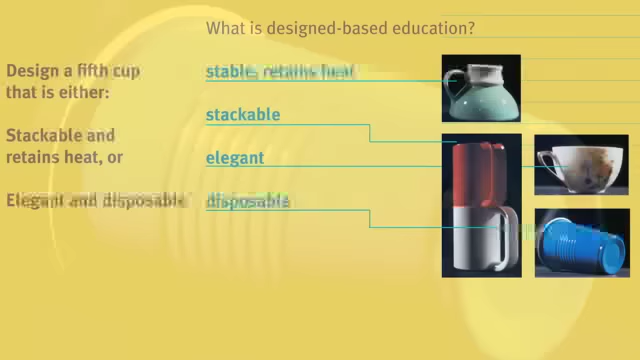 What is designed-based education?
Design a fifth cup
that is either:
Stackable and
retains heat, or
Elegant and disposable
stable, retains heat
stackable
elegant
disposable